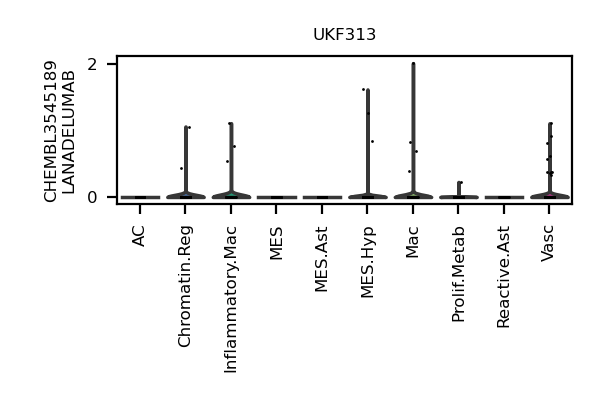 UKF313
CHEMBL3545189
LANADELUMAB
2
0
AC
Chromatin.Reg
Inflammatory.Mac
MES
MES.Ast
MES.Hyp
Mac
Prolif.Metab
Reactive.Ast
Vasc